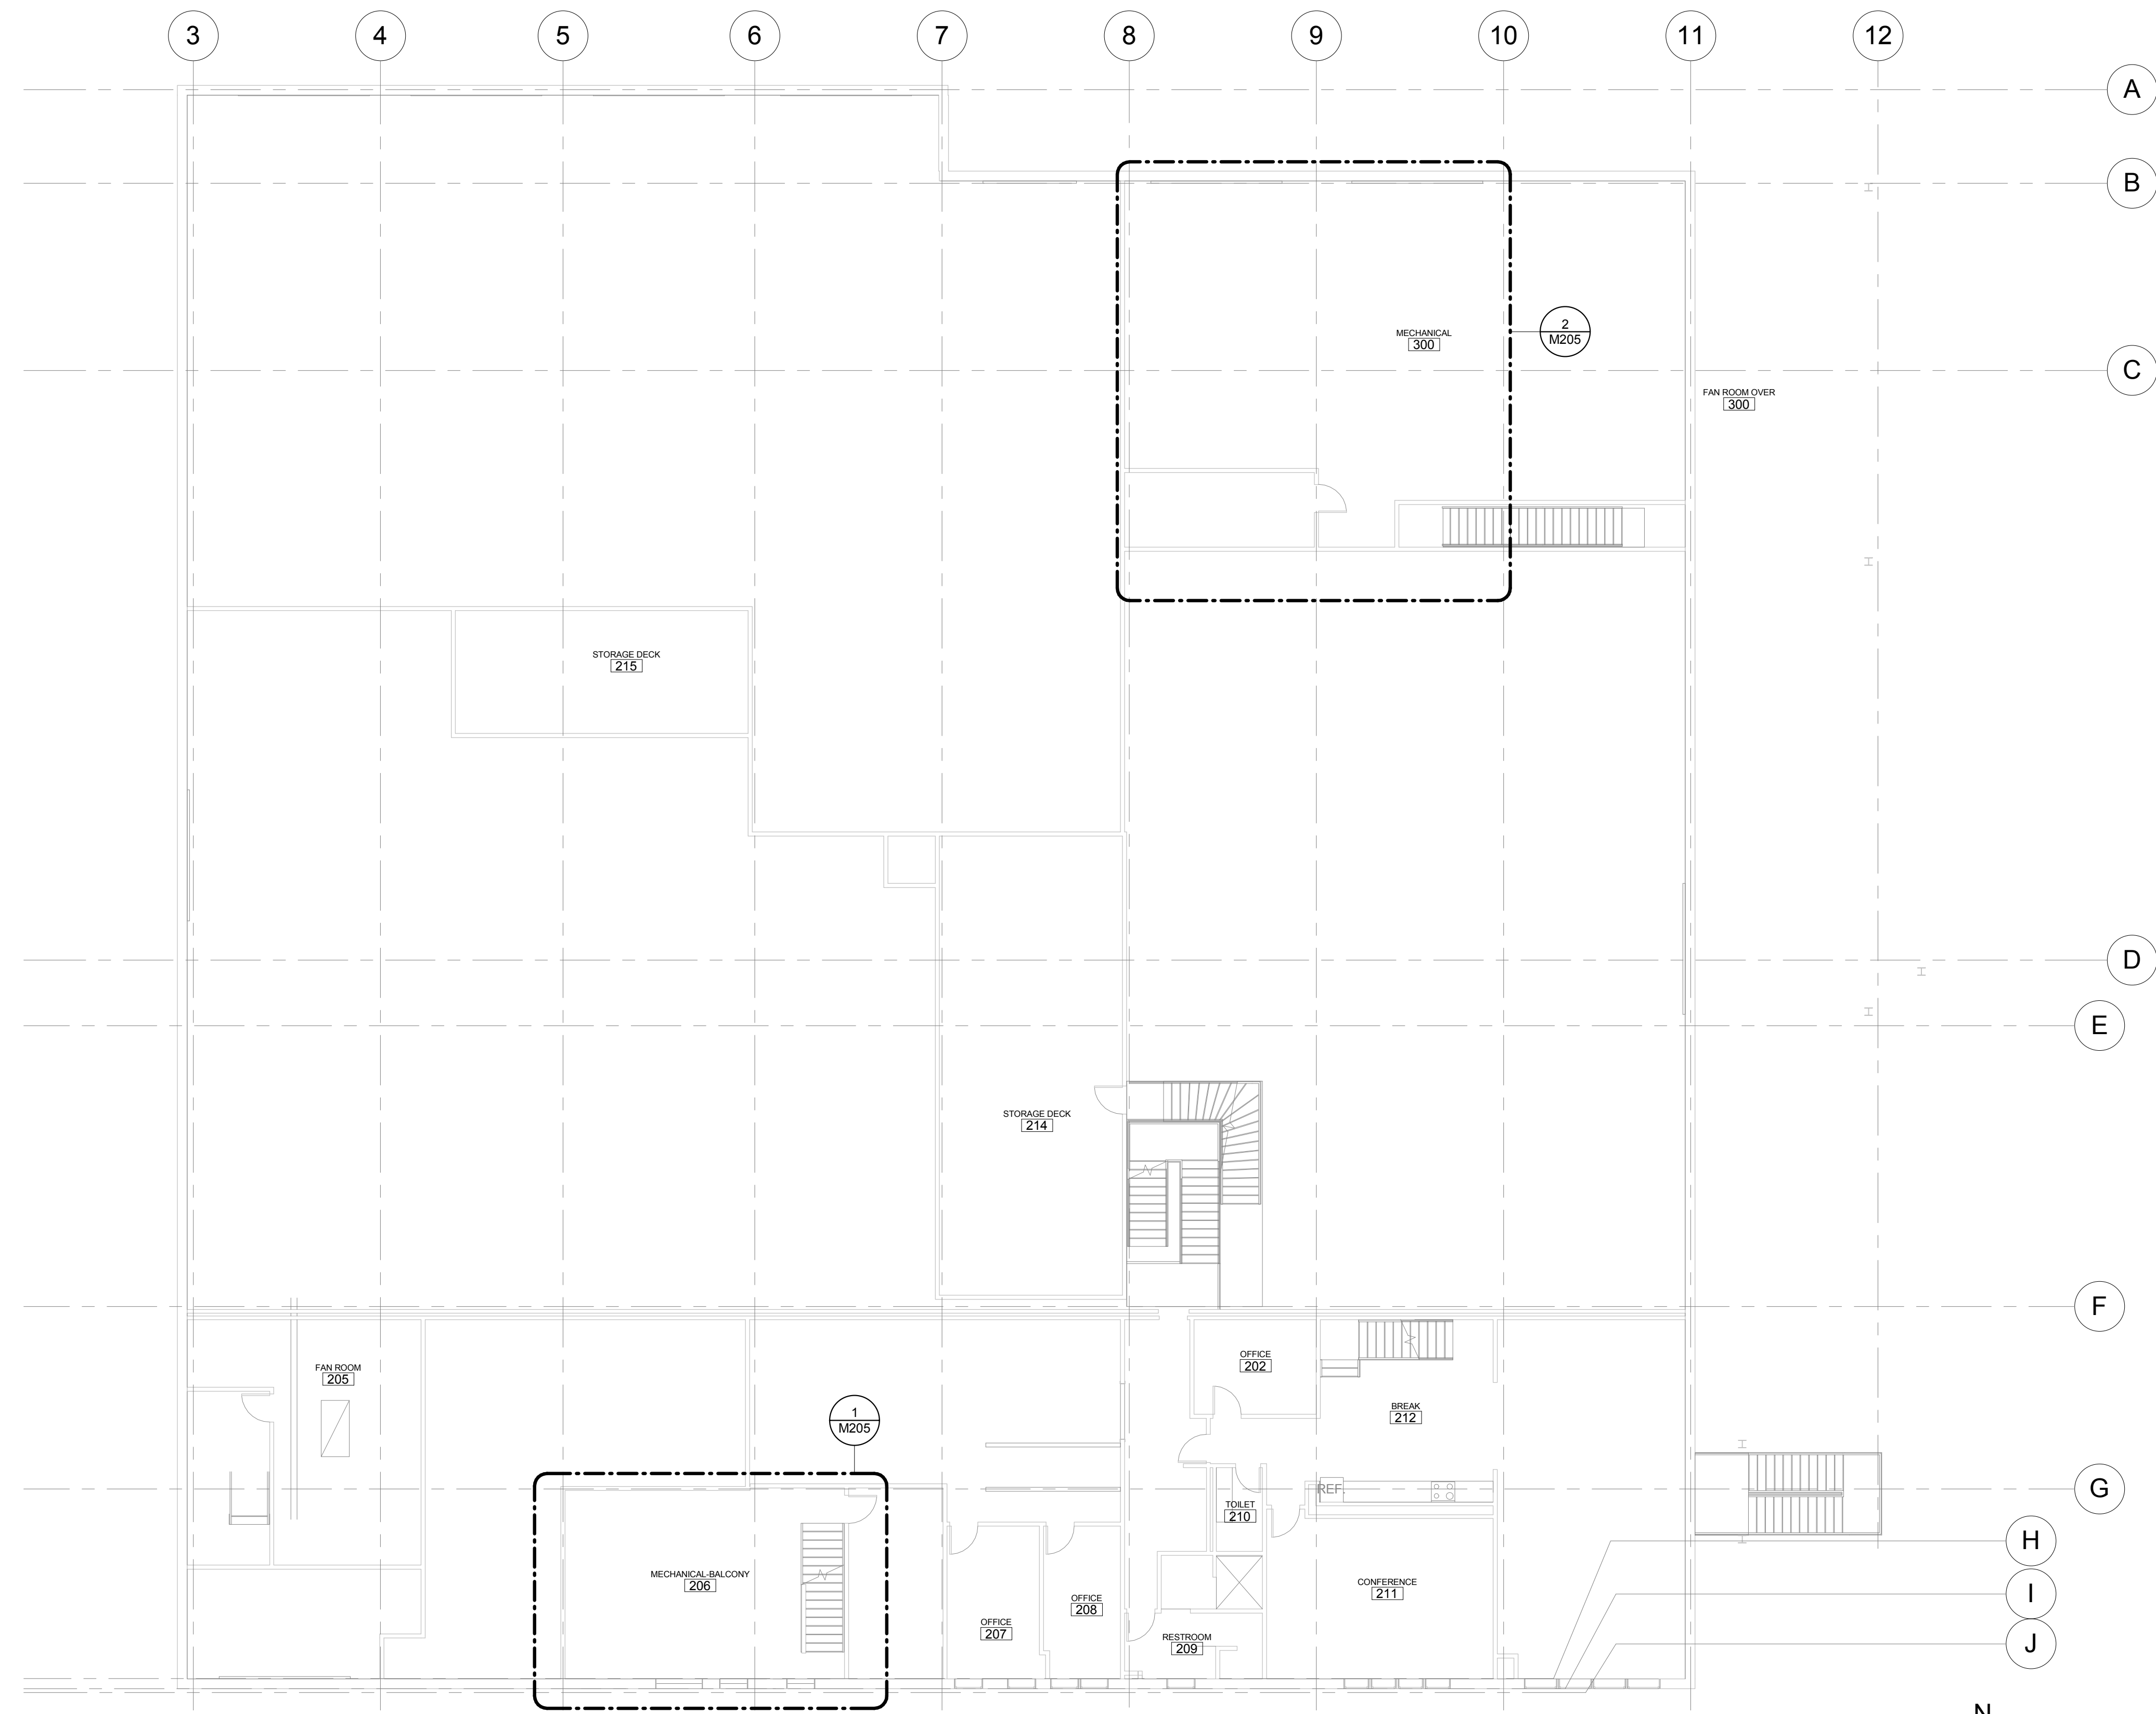 3 4 5 6 7 8 9 10 11 12
A
B
2
M205
MECHANICAL
300
C
FAN ROOM OVER
300
STORAGE DECK
215
D
E
STORAGE DECK
214
F
OFFICE
202
FAN ROOM
205
BREAK
212
1
M205
REF.
G
TOILET
210
H
MECHANICAL-BALCONY
206
CONFERENCE
211
I
OFFICE
208
OFFICE
207
RESTROOM
209
J
N